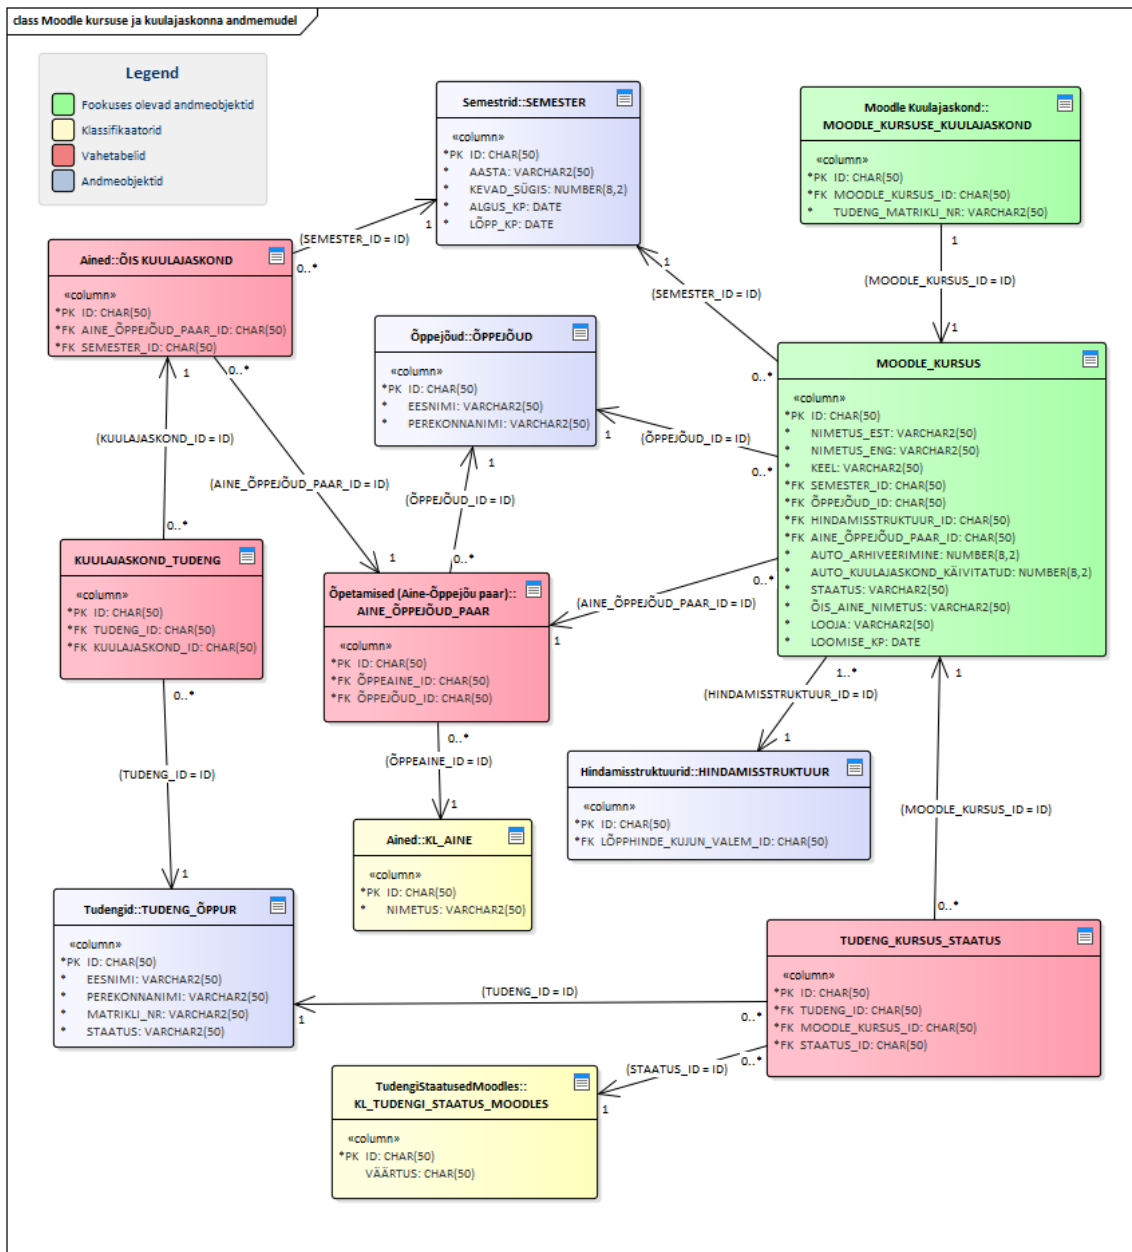 class Moodle kursuse ja kuulajaskonna andmemudel
Legend
Fookuses olevad andmeobjektid
Klassifikaatorid
Vahetabelid
Andmeobjektid
Semestrid::SEMESTER
«column»
*PK ID: CHAR(50)
* AASTA: VARCHAR2(50)
* KEVAD_SÜGIS: NUMBER(8,2)
* ALGUS_KP: DATE
* LÕPP_KP: DATE
Moodle Kuulajaskond::
MOODLE_KURSUSE_KUULAJASKOND
«column»
*PK ID: CHAR(50)
*FK MOODLE_KURSUS_ID: CHAR(50)
* TUDENG_MATRIKLI_NR: VARCHAR2(50)
1
(SEMESTER_ID = ID)
0..*
1
(SEMESTER_ID = ID)
0..*
1
(MOODLE_KURSUS_ID = ID)
1
Ained::ÕIS KUULAJASKOND
«column»
*PK ID: CHAR(50)
*FK AINE_ÕPPEJÕUD_PAAR_ID: CHAR(50)
*FK SEMESTER_ID: CHAR(50)
Õppejõud::ÕPPEJÕUD
«column»
*PK ID: CHAR(50)
* EESNIMI: VARCHAR2(50)
* PEREKONNANIMI: VARCHAR2(50)
MOODLE_KURSUS
«column»
*PK ID: CHAR(50)
* NIMETUS_EST: VARCHAR2(50)
* NIMETUS_ENG: VARCHAR2(50)
* KEEL: VARCHAR2(50)
*FK SEMESTER_ID: CHAR(50)
*FK ÕPPEJÕUD_ID: CHAR(50)
*FK HINDAMISSTRUKTUUR_ID: CHAR(50)
*FK AINE_ÕPPEJÕUD_PAAR_ID: CHAR(50)
* AUTO_ARHIVEERIMINE: NUMBER(8,2)
* AUTO_KUULAJASKOND_KÄIVITATUD: NUMBER(8,2)
* STAATUS: VARCHAR2(50)
* ÕIS_AINE_NIMETUS: VARCHAR2(50)
* LOOJA: VARCHAR2(50)
* LOOMISE_KP: DATE
1
(KUULAJASKOND_ID = ID)
0..*
0..*
(AINE_ÕPPEJÕUD_PAAR_ID = ID)
1
1
(ÕPPEJÕUD_ID = ID)
0..*
1
(ÕPPEJÕUD_ID = ID)
0..*
0..*
(AINE_ÕPPEJÕUD_PAAR_ID = ID)
1
KUULAJASKOND_TUDENG
«column»
*PK ID: CHAR(50)
*FK TUDENG_ID: CHAR(50)
*FK KUULAJASKOND_ID: CHAR(50)
Õpetamised (Aine-Õppejõu paar)::
AINE_ÕPPEJÕUD_PAAR
«column»
*PK ID: CHAR(50)
*FK ÕPPEAINE_ID: CHAR(50)
*FK ÕPPEJÕUD_ID: CHAR(50)
1..*
(HINDAMISSTRUKTUUR_ID = ID)
1
1
(MOODLE_KURSUS_ID = ID)
0..*
0..*
(TUDENG_ID = ID)
1
0..*
(ÕPPEAINE_ID = ID)
1
Hindamisstruktuurid::HINDAMISSTRUKTUUR
«column»
*PK ID: CHAR(50)
*FK LÕPPHINDE_KUJUN_VALEM_ID: CHAR(50)
Ained::KL_AINE
«column»
*PK ID: CHAR(50)
* NIMETUS: VARCHAR2(50)
Tudengid::TUDENG_ÕPPUR
«column»
*PK ID: CHAR(50)
* EESNIMI: VARCHAR2(50)
* PEREKONNANIMI: VARCHAR2(50)
* MATRIKLI_NR: VARCHAR2(50)
* STAATUS: VARCHAR2(50)
TUDENG_KURSUS_STAATUS
«column»
*PK ID: CHAR(50)
*FK TUDENG_ID: CHAR(50)
*FK MOODLE_KURSUS_ID: CHAR(50)
*FK STAATUS_ID: CHAR(50)
1
(TUDENG_ID = ID)
0..*
0..*
(STAATUS_ID = ID)
1
TudengiStaatusedMoodles::
KL_TUDENGI_STAATUS_MOODLES
«column»
*PK ID: CHAR(50)
VÄÄRTUS: CHAR(50)